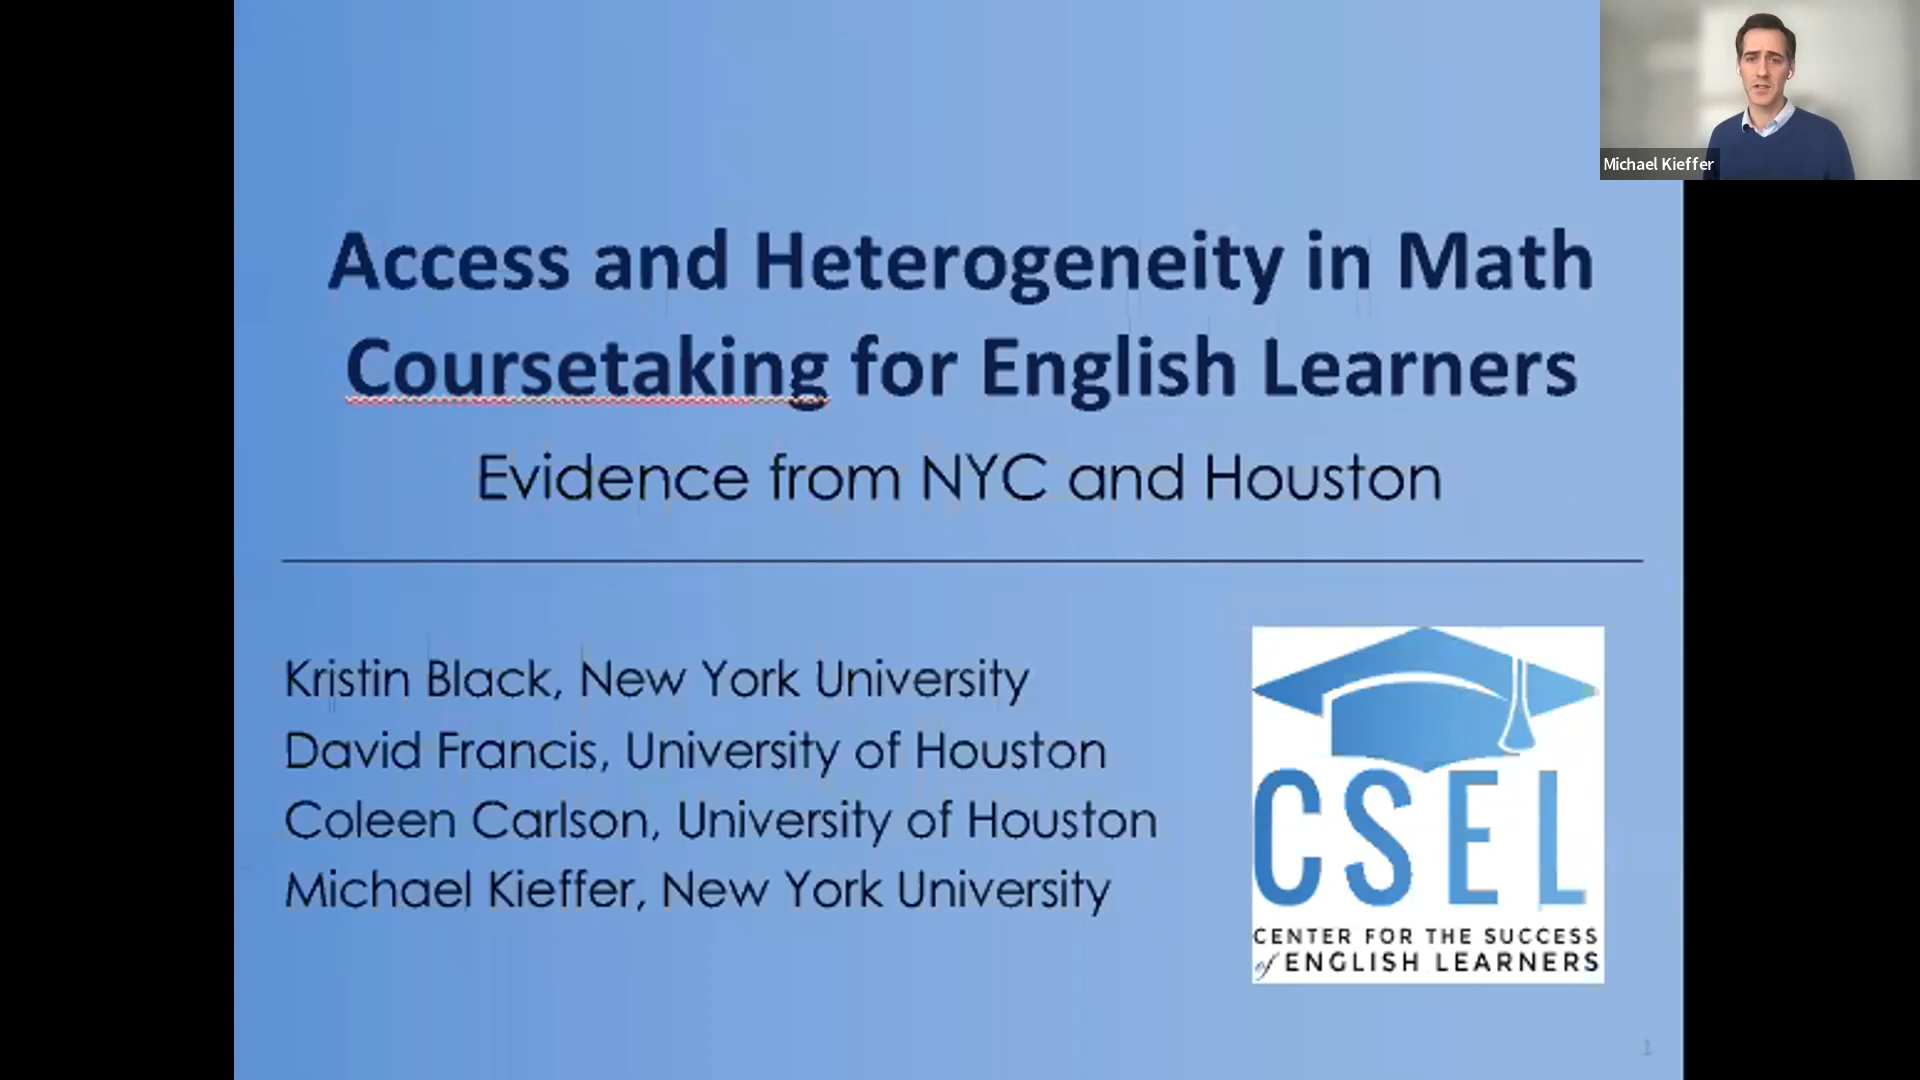 Michael Kieffer
Access and Heterogeneity in Math
Coursetaking for English Learners
Evidence from NYC and Houston
Kristin Black, New York University
David Francis, University of Houston
Coleen Carlson, University of Houston
Michael Kieffer, New York University
CSEL
CENTER FOR THE SUCCESS
of ENGLISH LEARNERS
1